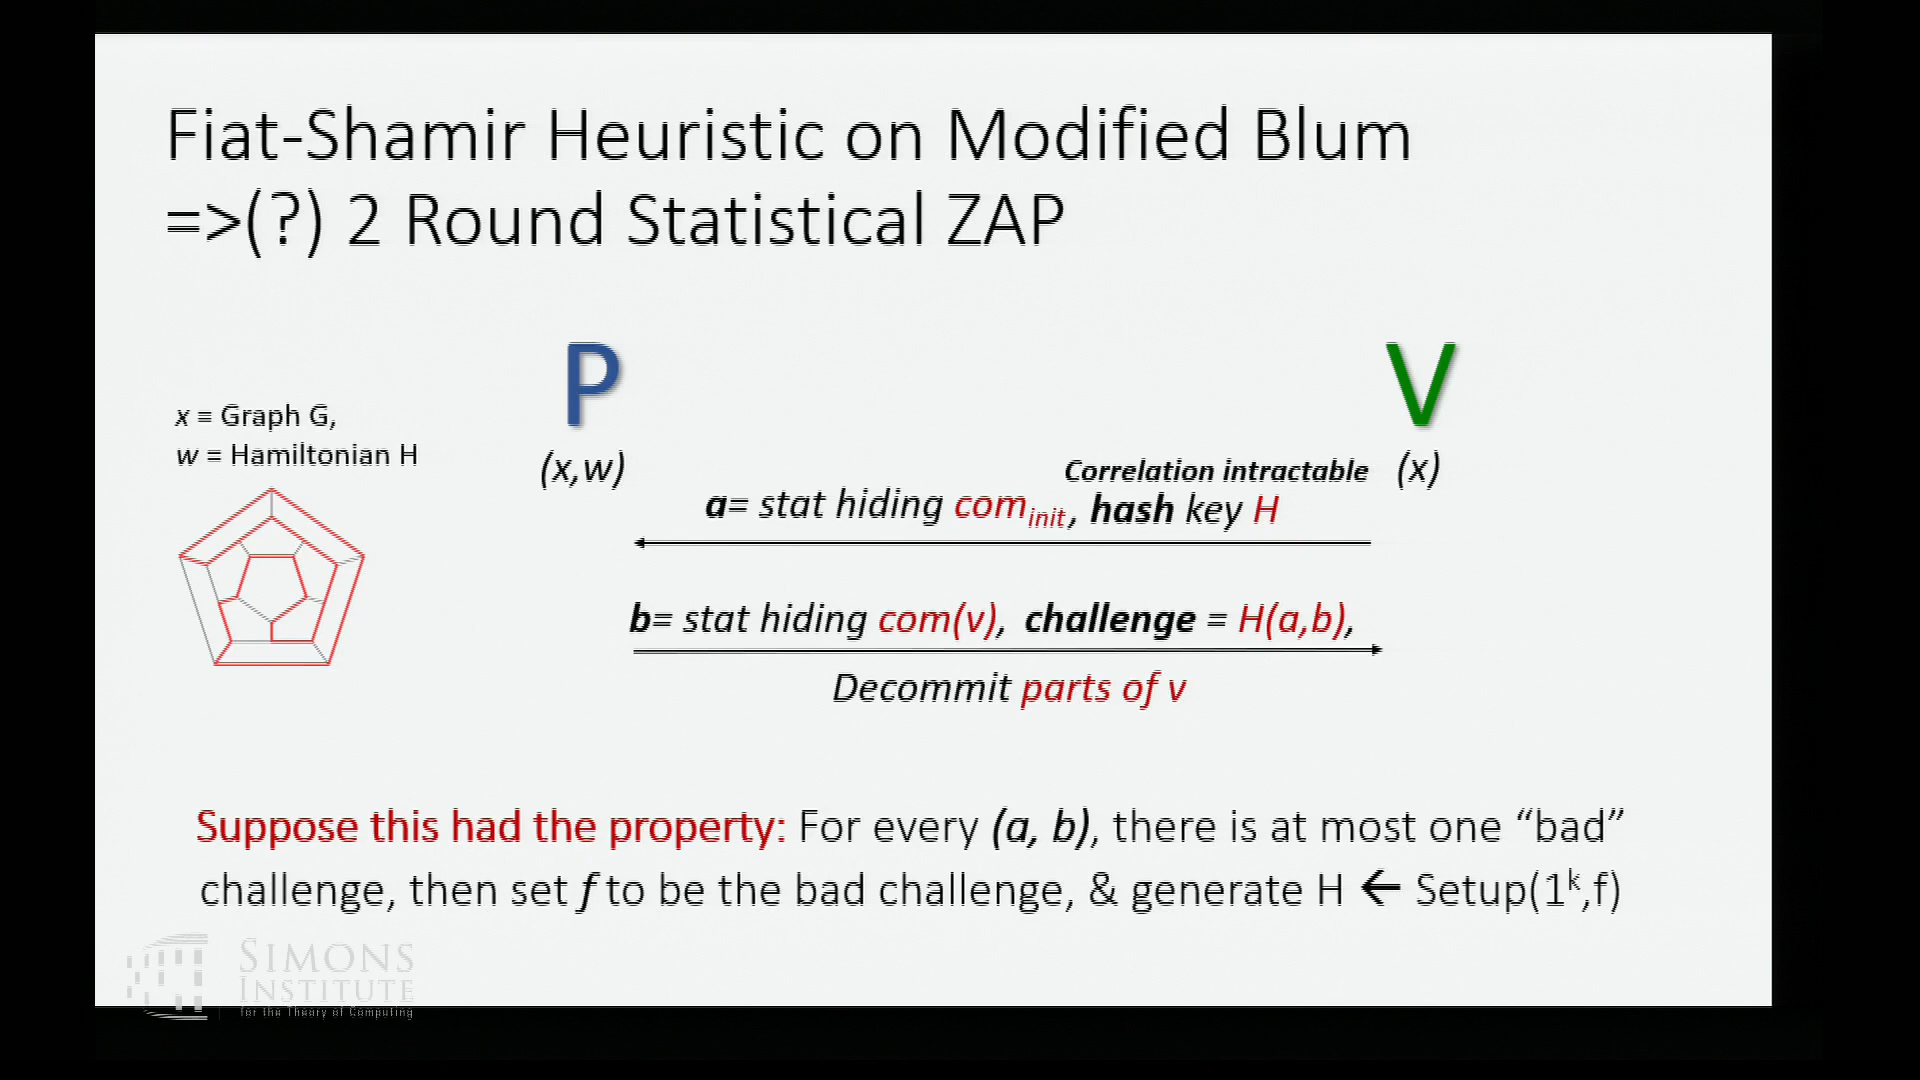 Fiat-Shamir Heuristic on Modified Blum
=>(?) 2 Round Statistical ZAP
P
V
x = Graph G,
w = Hamiltonian H
(x,w)
Correlation intractable
(x)
a= stat hiding com_init, hash key H
b= stat hiding com(v), challenge = H(a,b),
Decommit parts of v
Suppose this had the property: For every (a, b), there is at most one “bad”
challenge, then set f to be the bad challenge, & generate H ← Setup(1^k,f)
SIMONS
INSTITUTE
for the Theory of Computing